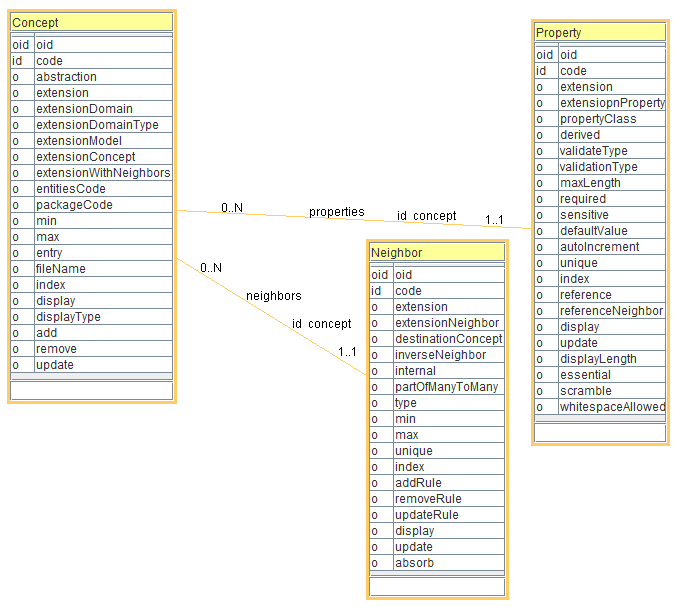 Concept
oid oid
id code
o abstraction
o extension
o extensionDomain
o extensionDomainType
o extensionModel
o extensionConcept
o extensionWithNeighbors
o entitiesCode
o packageCode
o min
o max
o entry
o fileName
o index
o display
o displayType
o add
o remove
o update
0..N properties id concept 1..1
0..N
neighbors
id concept
1..1
Neighbor
oid oid
id code
o extension
o extensionNeighbor
o destinationConcept
o inverseNeighbor
o internal
o partOfManyToMany
o type
o min
o max
o unique
o index
o addRule
o removeRule
o updateRule
o display
o update
o absorb
Property
oid oid
id code
o extension
o extensiopnProperty
o propertyClass
o derived
o validateType
o validationType
o maxLength
o required
o sensitive
o defaultValue
o autoIncrement
o unique
o index
o reference
o referenceNeighbor
o display
o update
o displayLength
o essential
o scramble
o whitespaceAllowed